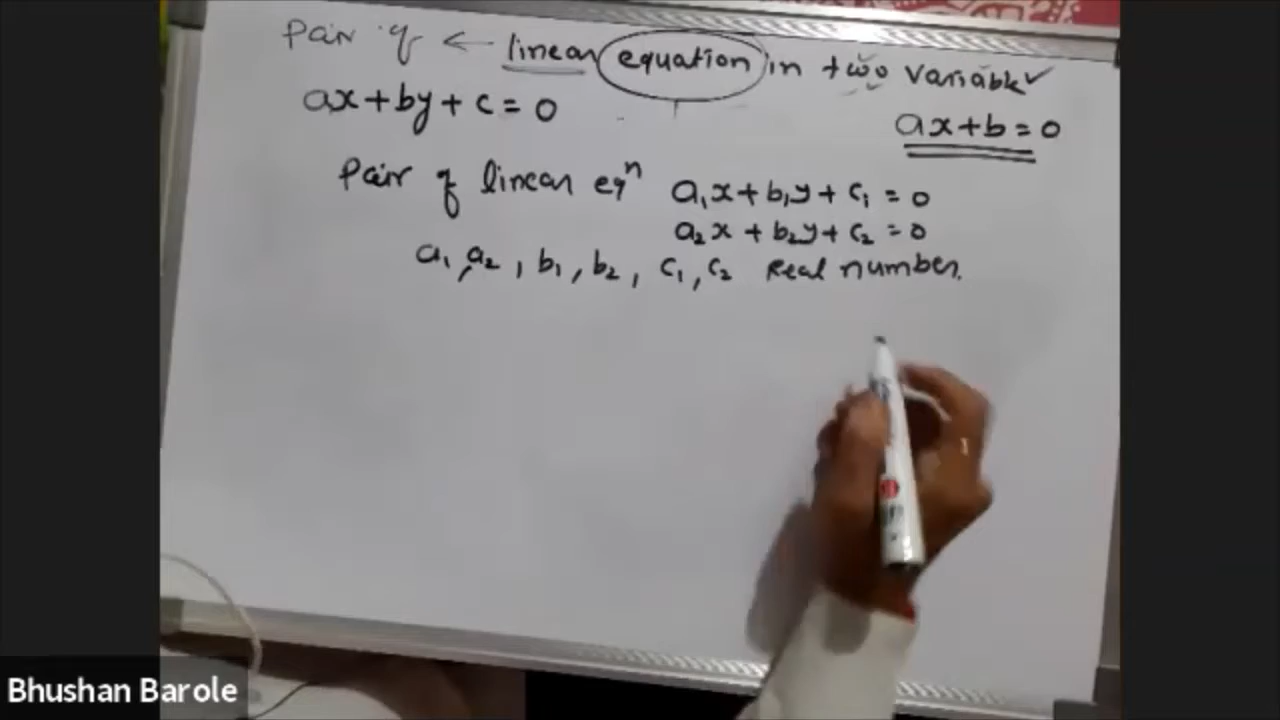 Pair of ← linear equation in two variable ✓
ax + by + c = 0
ax + b = 0
Pair of linear eqⁿ a₁x + b₁y + c₁ = 0
a₂x + b₂y + c₂ = 0
a₁, a₂, b₁, b₂, c₁, c₂ Real number.
Bhushan Barole